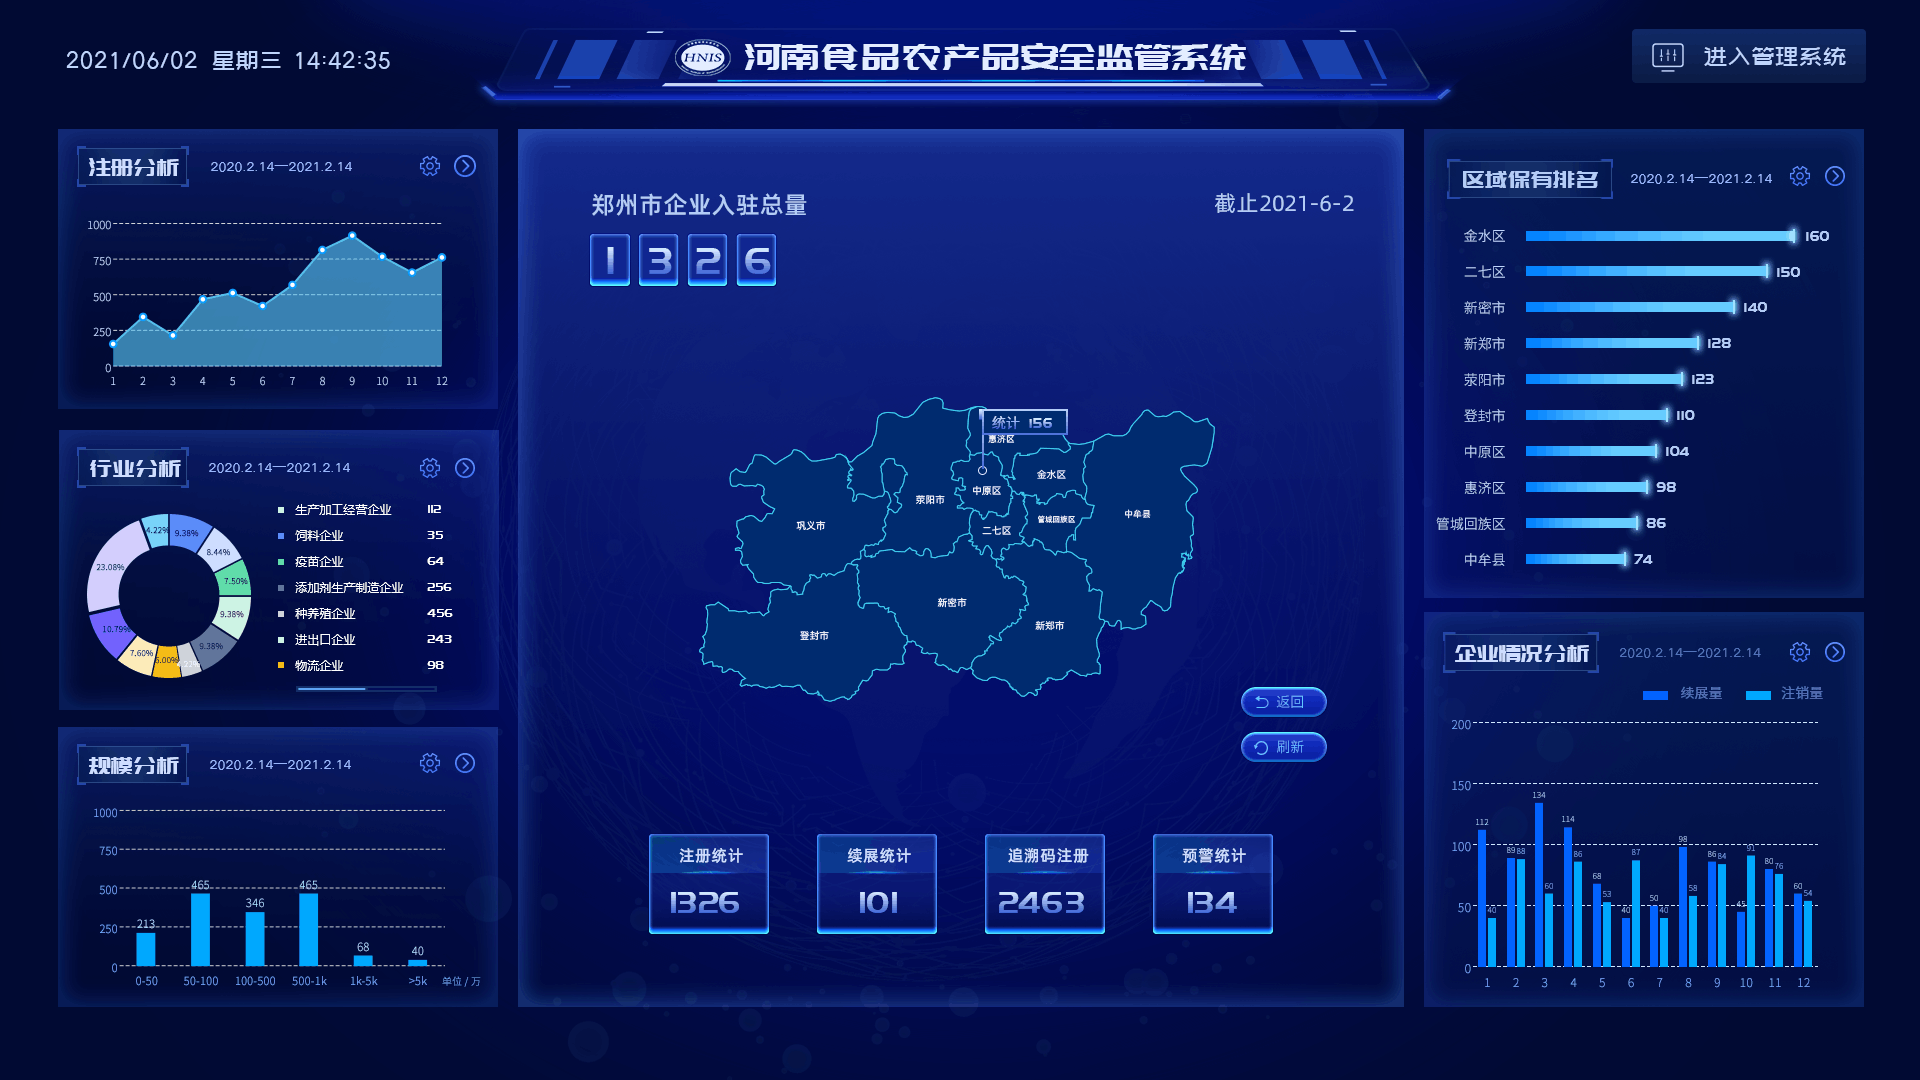 2021/06/02 星期三 14:42:35
HNIS 河南食品农产品安全监管系统
进入管理系统
注册分析 2020.2.14—2021.2.14
1000
750
500
250
0
1 2 3 4 5 6 7 8 9 10 11 12
行业分析 2020.2.14—2021.2.14
4.22% 9.38%
8.44%
7.50%
9.38%
9.38%
5.00%
7.60%
10.79%
23.08%
生产加工经营企业 112
饲料企业 35
疫苗企业 64
添加剂生产制造企业 256
种养殖企业 456
进出口企业 243
物流企业 98
规模分析 2020.2.14—2021.2.14
1000
750
500
250
0
213 465 346 465 68 40
0-50 50-100 100-500 500-1k 1k-5k >5k 单位 / 万
郑州市企业入驻总量
截止2021-6-2
1 3 2 6
统计 156
惠济区
金水区
中原区
荥阳市
中牟县
管城回族区
巩义市
二七区
新密市
新郑市
登封市
返回
刷新
注册统计
1326
续展统计
101
追溯码注册
2463
预警统计
134
区域保有排名 2020.2.14—2021.2.14
金水区 160
二七区 150
新密市 140
新郑市 128
荥阳市 123
登封市 110
中原区 104
惠济区 98
管城回族区 86
中牟县 74
企业情况分析 2020.2.14—2021.2.14
续展量 注销量
200
150
100
50
0
112 40 89 88 134 60 114 86 68 53 40 87 50 40 98 58 86 84 45 91 80 76 60 54
1 2 3 4 5 6 7 8 9 10 11 12